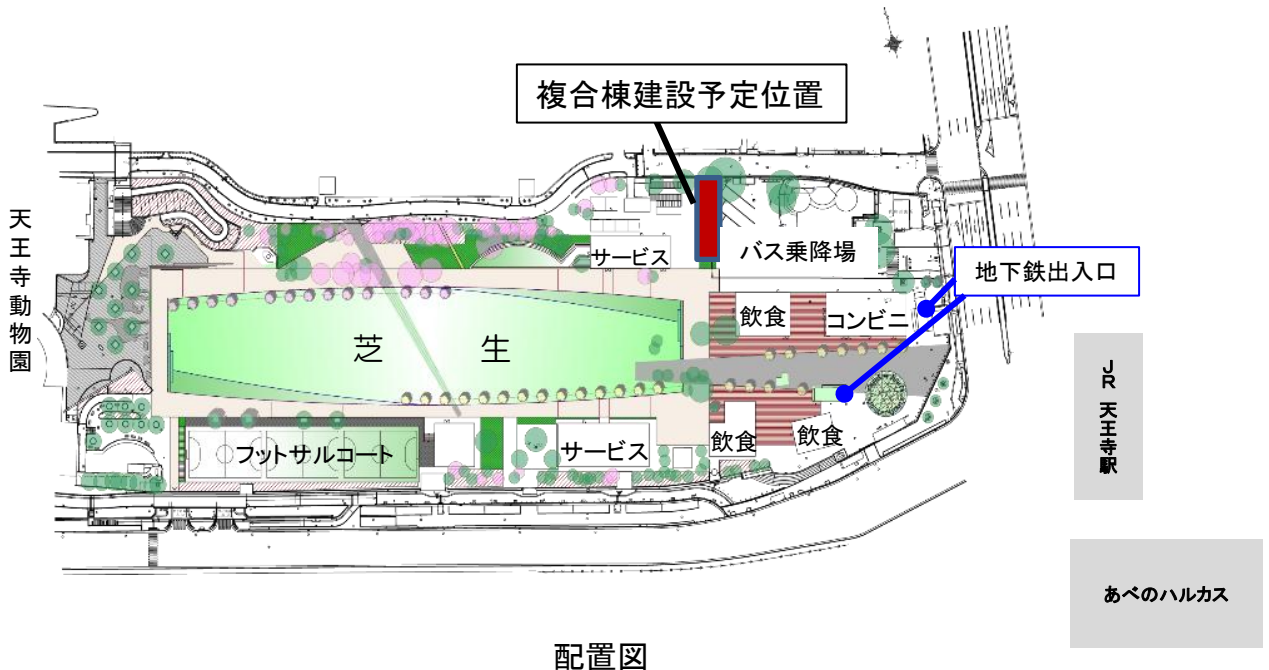 複合棟建設予定位置
天王寺動物園
サービス
バス乗降場
地下鉄出入口
飲食
コンビニ
芝 生
JR 天王寺駅
フットサルコート
サービス
飲食
飲食
あべのハルカス
配置図